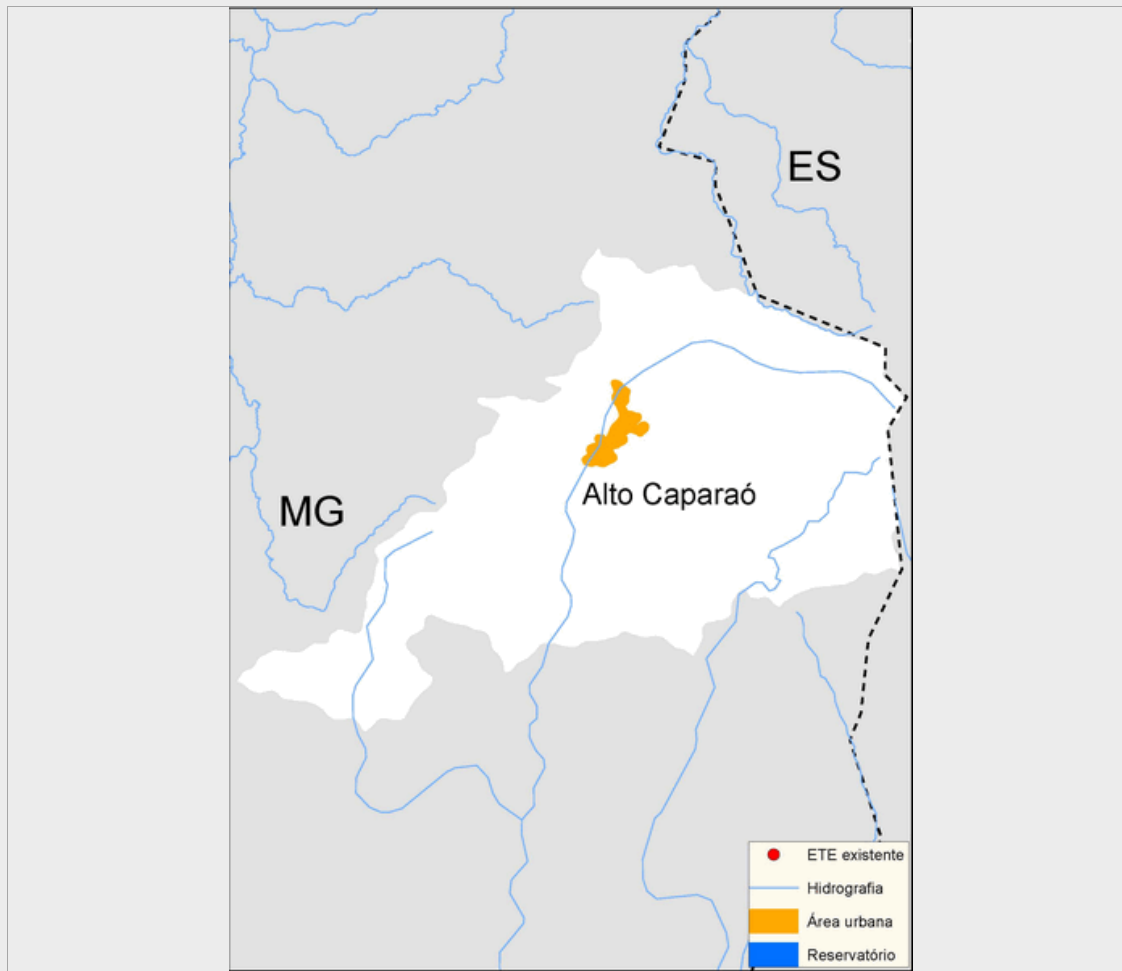 ES
Alto Caparaó
MG
ETE existente
Hidrografia
Área urbana
Reservatório